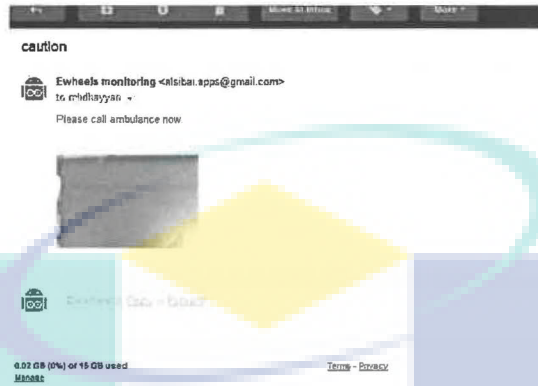 Move to Inbox More
caution
Ewheels monitoring <alsibai.apps@gmail.com>
to mhdkayyan
Please call ambulance now
0.02 GB (0%) of 15 GB used
Manage
Terms - Privacy